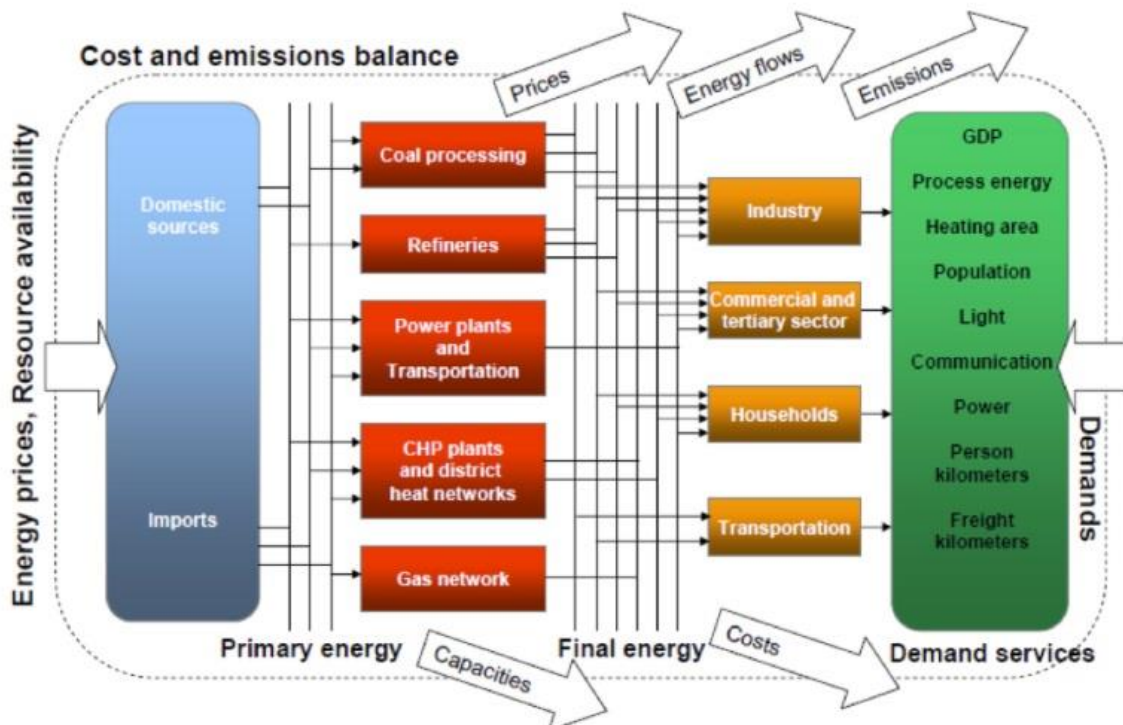 Cost and emissions balance
Prices
Energy flows
Emissions
Energy prices, Resource availability
Domestic
sources
Imports
Primary energy
Coal processing
Refineries
Power plants
and
Transportation
CHP plants
and district
heat networks
Gas network
Capacities
Final energy
Industry
Commercial and
tertiary sector
Households
Transportation
Costs
GDP
Process energy
Heating area
Population
Light
Communication
Power
Person
kilometers
Freight
kilometers
Demand services
Demands